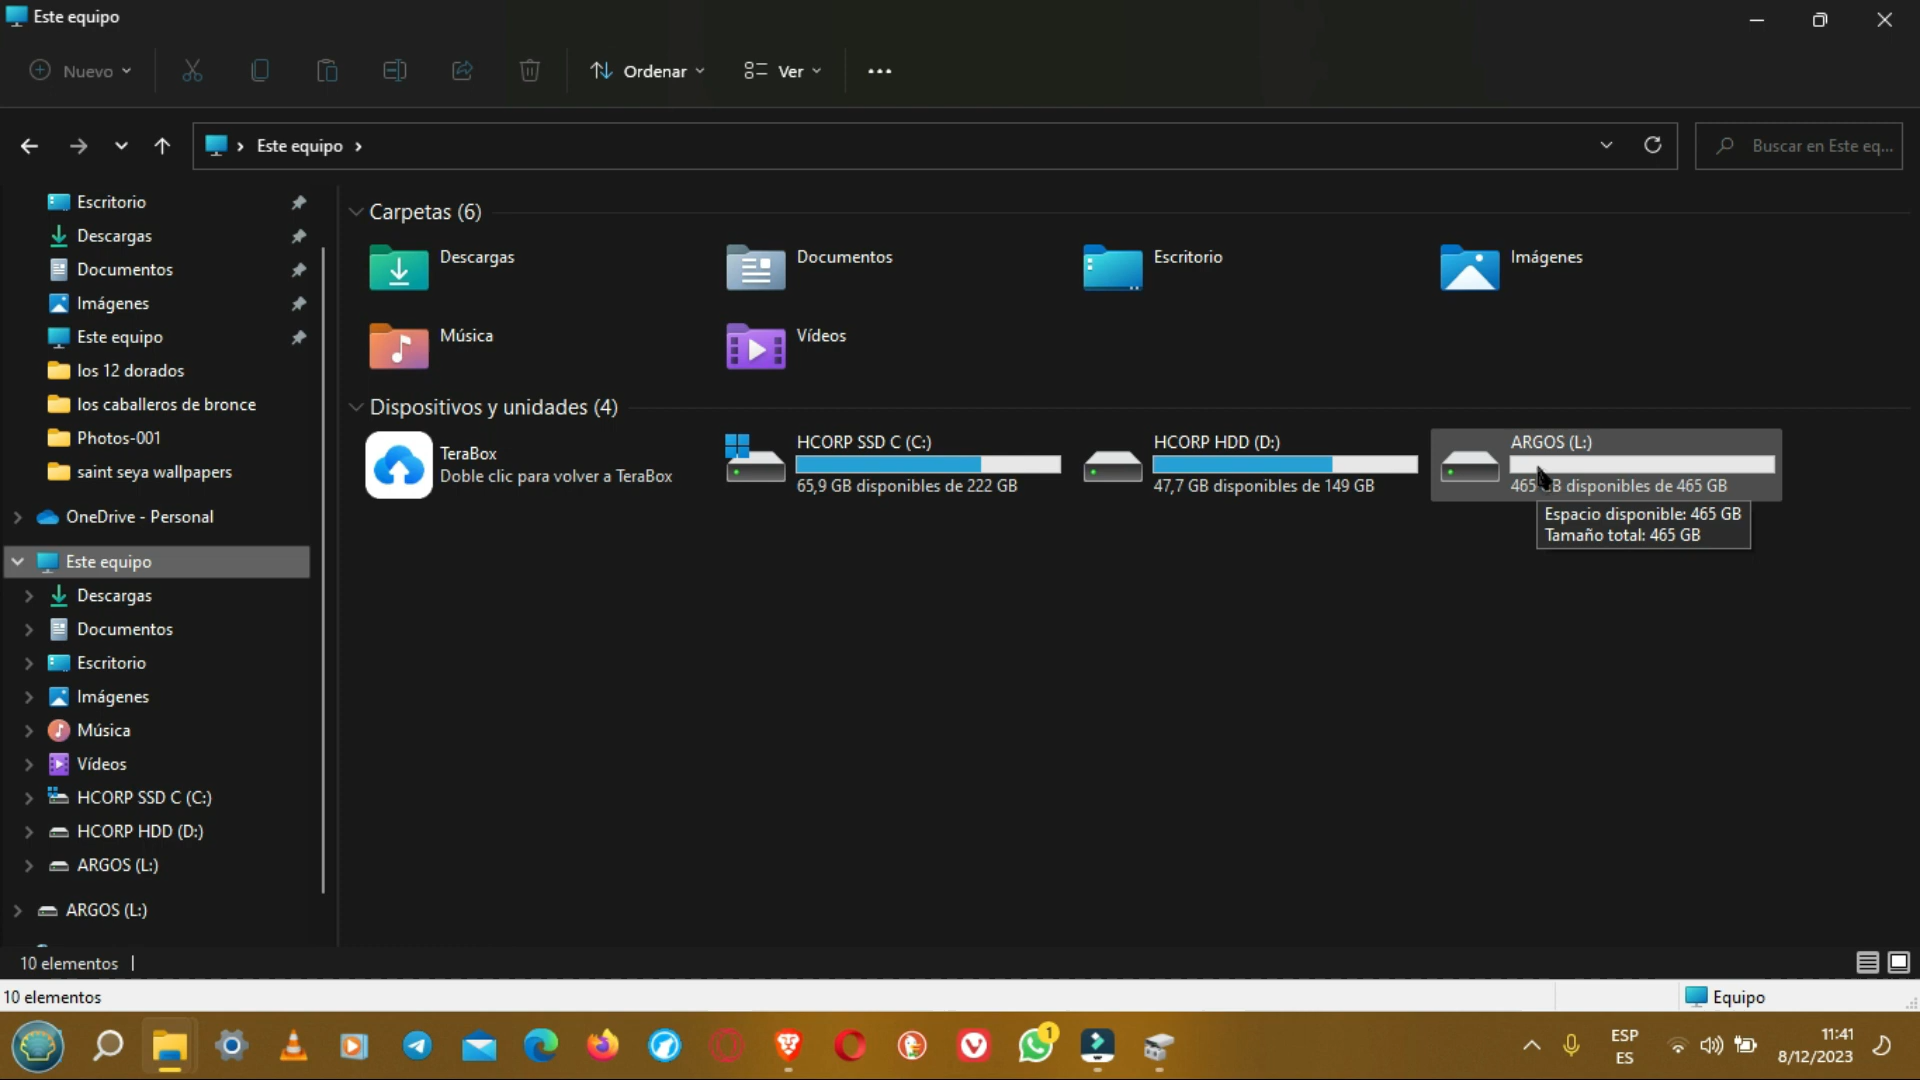 Este equipo
Nuevo
Ordenar
Ver
Este equipo
Buscar en Este eq...
Escritorio
Descargas
Documentos
Imágenes
Este equipo
los 12 dorados
los caballeros de bronce
Photos-001
saint seya wallpapers
OneDrive - Personal
Este equipo
Descargas
Documentos
Escritorio
Imágenes
Música
Vídeos
HCORP SSD C (C:)
HCORP HDD (D:)
ARGOS (L:)
ARGOS (L:)
Carpetas (6)
Descargas
Documentos
Escritorio
Imágenes
Música
Vídeos
Dispositivos y unidades (4)
TeraBox
Doble clic para volver a TeraBox
HCORP SSD C (C:)
65,9 GB disponibles de 222 GB
HCORP HDD (D:)
47,7 GB disponibles de 149 GB
ARGOS (L:)
465 GB disponibles de 465 GB
Espacio disponible: 465 GB
Tamaño total: 465 GB
10 elementos
10 elementos
Equipo
1
ESP
ES
11:41
8/12/2023